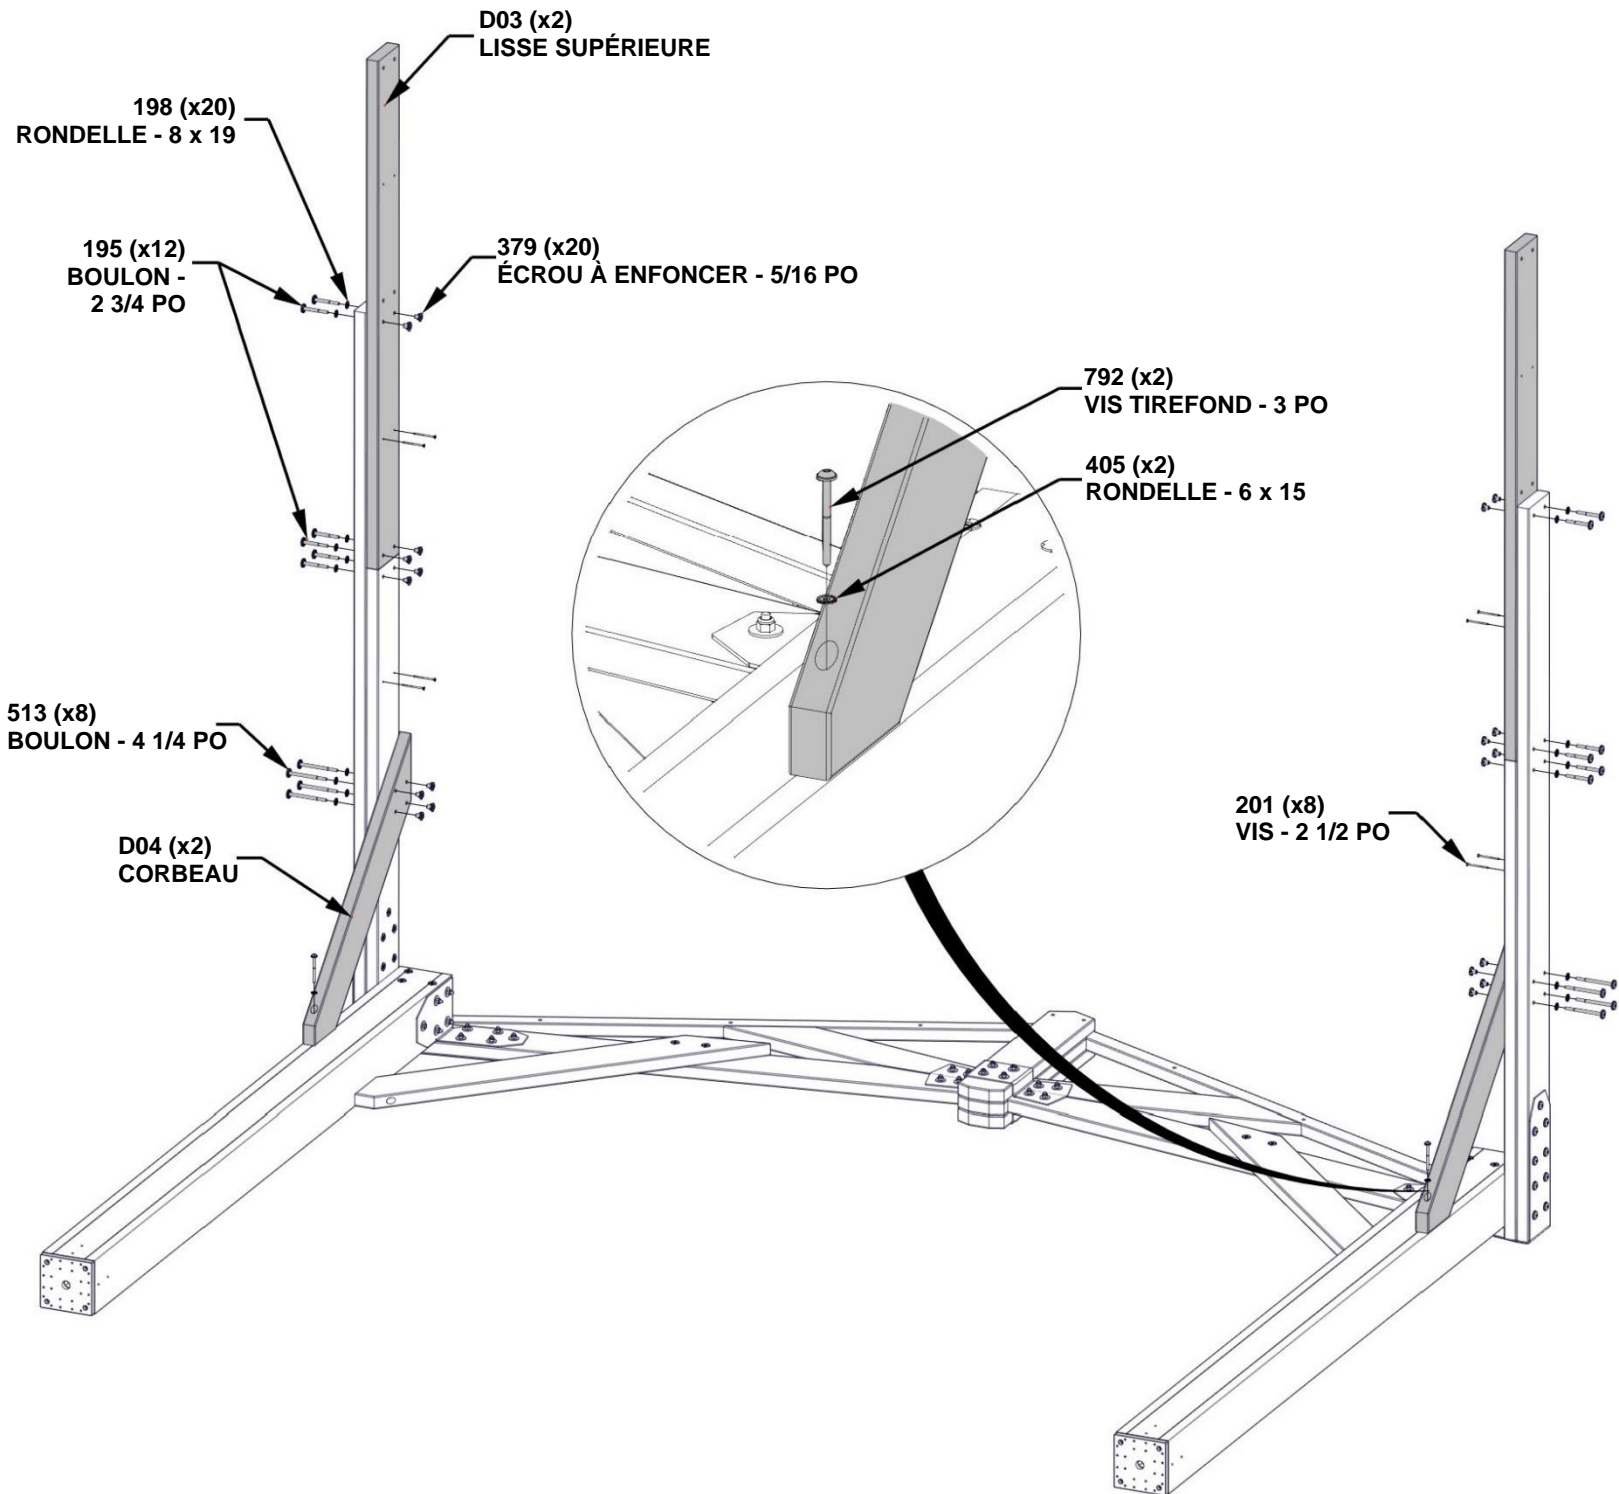 D03 (x2)
LISSE SUPÉRIEURE
198 (x20)
RONDELLE - 8 x 19
195 (x12)
BOULON -
2 3/4 PO
379 (x20)
ÉCROU À ENFONCER - 5/16 PO
792 (x2)
VIS TIREFOND - 3 PO
405 (x2)
RONDELLE - 6 x 15
513 (x8)
BOULON - 4 1/4 PO
201 (x8)
VIS - 2 1/2 PO
D04 (x2)
CORBEAU